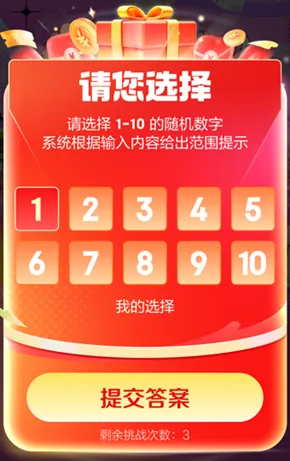 请您选择
请选择 1-10 的随机数字
系统根据输入内容给出范围提示
1 2 3 4 5
6 7 8 9 10
我的选择
提交答案
剩余挑战次数：3